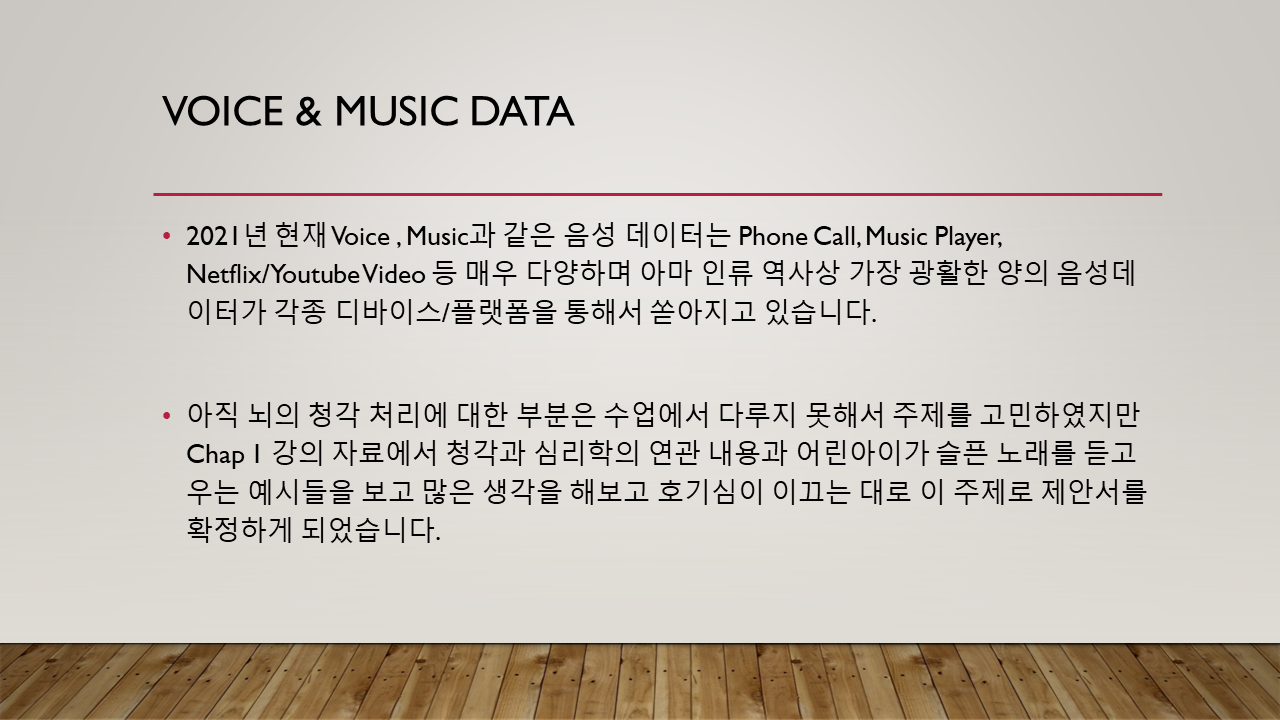 VOICE & MUSIC DATA
• 2021년 현재 Voice , Music과 같은 음성 데이터는 Phone Call, Music Player,
Netflix/Youtube Video 등 매우 다양하며 아마 인류 역사상 가장 광활한 양의 음성데
이터가 각종 디바이스/플랫폼을 통해서 쏟아지고 있습니다.
• 아직 뇌의 청각 처리에 대한 부분은 수업에서 다루지 못해서 주제를 고민하였지만
Chap 1 강의 자료에서 청각과 심리학의 연관 내용과 어린아이가 슬픈 노래를 듣고
우는 예시들을 보고 많은 생각을 해보고 호기심이 이끄는 대로 이 주제로 제안서를
확정하게 되었습니다.